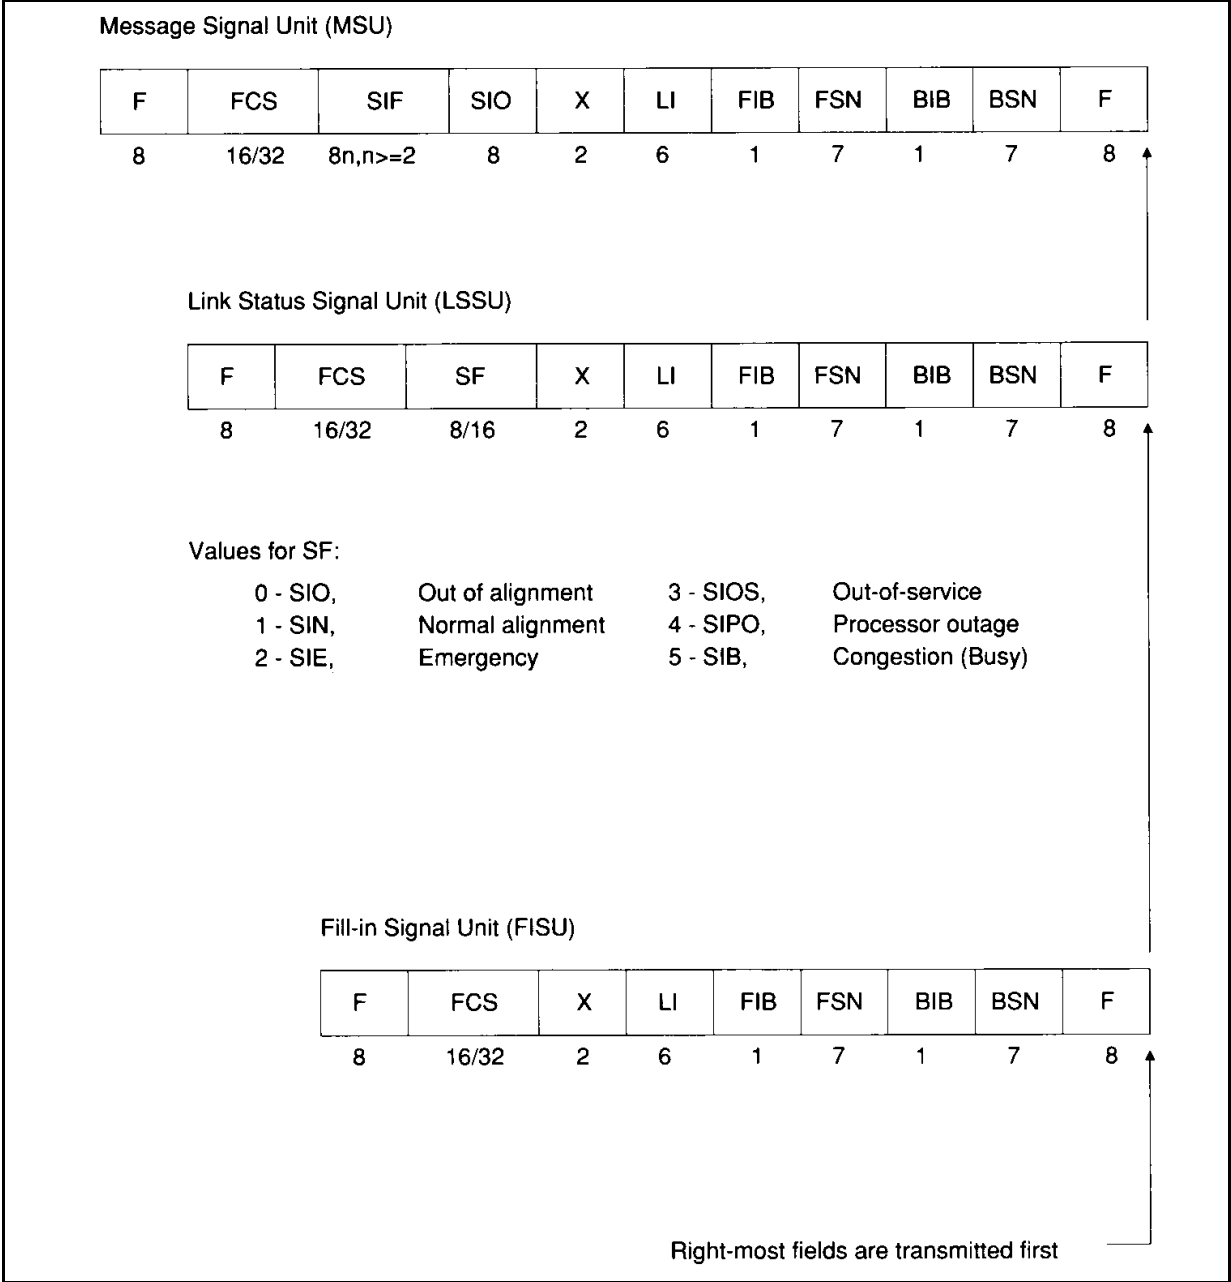 Message Signal Unit (MSU)
F FCS SIF SIO X LI FIB FSN BIB BSN F
8 16/32 8n,n>=2 8 2 6 1 7 1 7 8
Link Status Signal Unit (LSSU)
F FCS SF X LI FIB FSN BIB BSN F
8 16/32 8/16 2 6 1 7 1 7 8
Values for SF:
0 - SIO, Out of alignment 3 - SIOS, Out-of-service
1 - SIN, Normal alignment 4 - SIPO, Processor outage
2 - SIE, Emergency 5 - SIB, Congestion (Busy)
Fill-in Signal Unit (FISU)
F FCS X LI FIB FSN BIB BSN F
8 16/32 2 6 1 7 1 7 8
Right-most fields are transmitted first